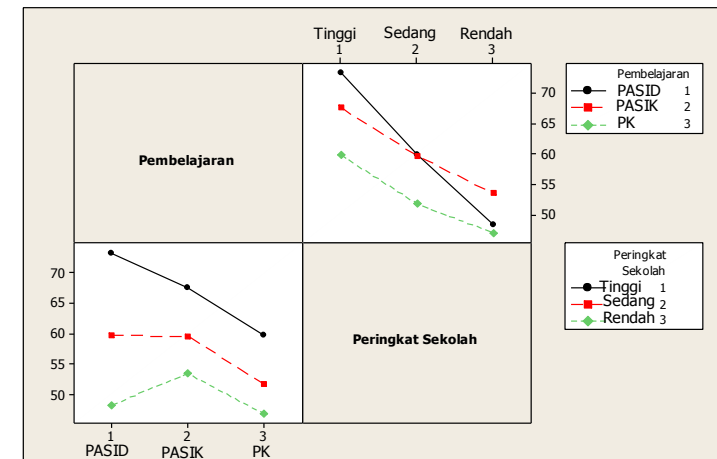 Tinggi Sedang Rendah
1 2 3
Pembelajaran
PASID 1
PASIK 2
PK 3
70
65
60
55
50
Pembelajaran
Peringkat
Sekolah
Tinggi 1
Sedang 2
Rendah 3
70
65
60
55
50
Peringkat Sekolah
1 2 3
PASID PASIK PK